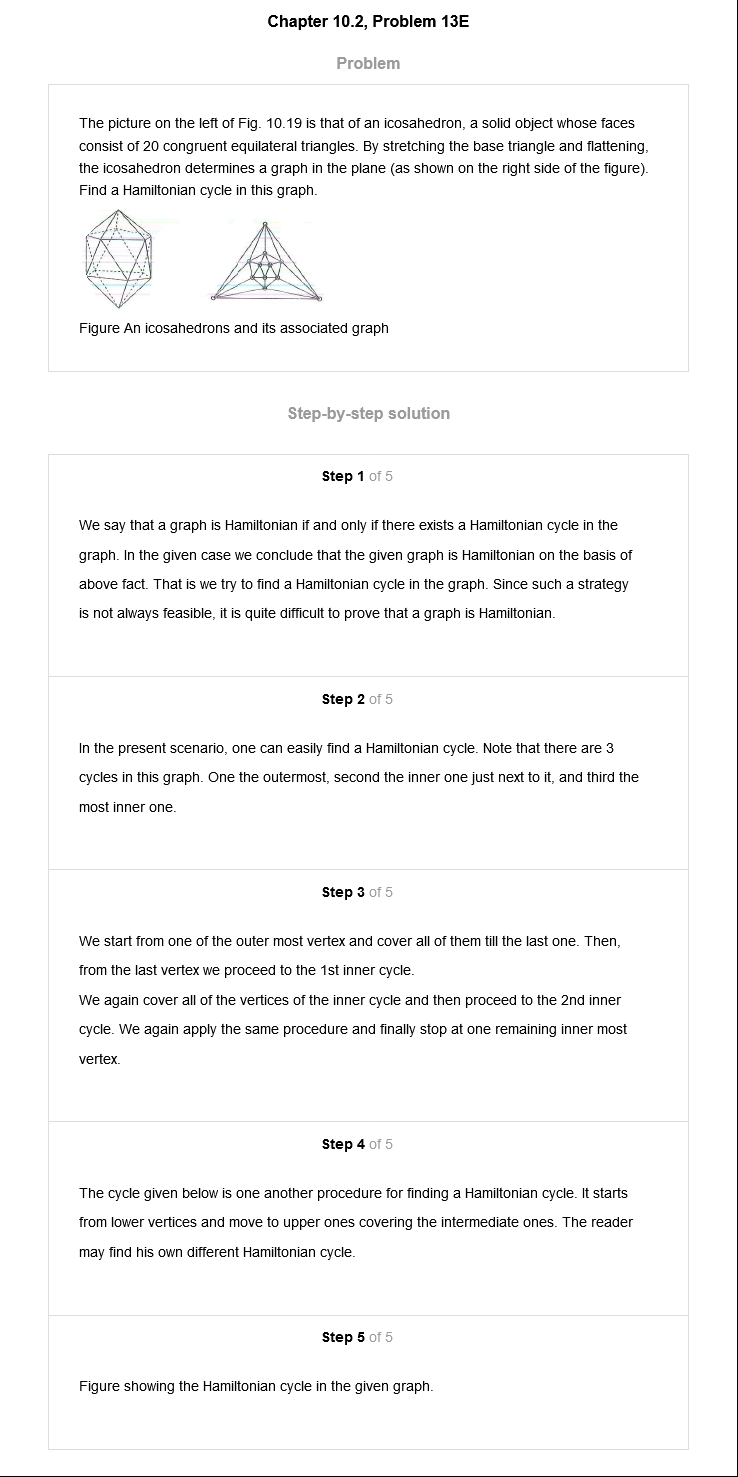 Chapter 10.2, Problem 13E
Problem
The picture on the left of Fig. 10.19 is that of an icosahedron, a solid object whose faces
consist of 20 congruent equilateral triangles. By stretching the base triangle and flattening,
the icosahedron determines a graph in the plane (as shown on the right side of the figure).
Find a Hamiltonian cycle in this graph.
Figure An icosahedrons and its associated graph
Step-by-step solution
Step 1 of 5
We say that a graph is Hamiltonian if and only if there exists a Hamiltonian cycle in the
graph. In the given case we conclude that the given graph is Hamiltonian on the basis of
above fact. That is we try to find a Hamiltonian cycle in the graph. Since such a strategy
is not always feasible, it is quite difficult to prove that a graph is Hamiltonian.
Step 2 of 5
In the present scenario, one can easily find a Hamiltonian cycle. Note that there are 3
cycles in this graph. One the outermost, second the inner one just next to it, and third the
most inner one.
Step 3 of 5
We start from one of the outer most vertex and cover all of them till the last one. Then,
from the last vertex we proceed to the 1st inner cycle.
We again cover all of the vertices of the inner cycle and then proceed to the 2nd inner
cycle. We again apply the same procedure and finally stop at one remaining inner most
vertex.
Step 4 of 5
The cycle given below is one another procedure for finding a Hamiltonian cycle. It starts
from lower vertices and move to upper ones covering the intermediate ones. The reader
may find his own different Hamiltonian cycle.
Step 5 of 5
Figure showing the Hamiltonian cycle in the given graph.